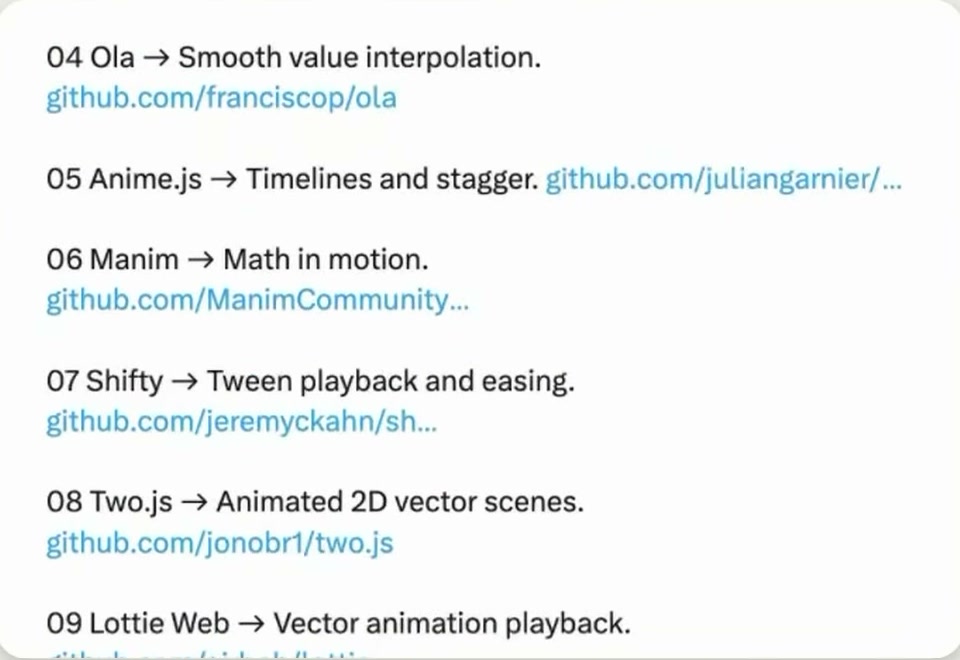 04 Ola → Smooth value interpolation.
github.com/franciscop/ola
05 Anime.js → Timelines and stagger. github.com/juliangarnier/...
06 Manim → Math in motion.
github.com/ManimCommunity...
07 Shifty → Tween playback and easing.
github.com/jeremyckahn/sh...
08 Two.js → Animated 2D vector scenes.
github.com/jonobr1/two.js
09 Lottie Web → Vector animation playback.